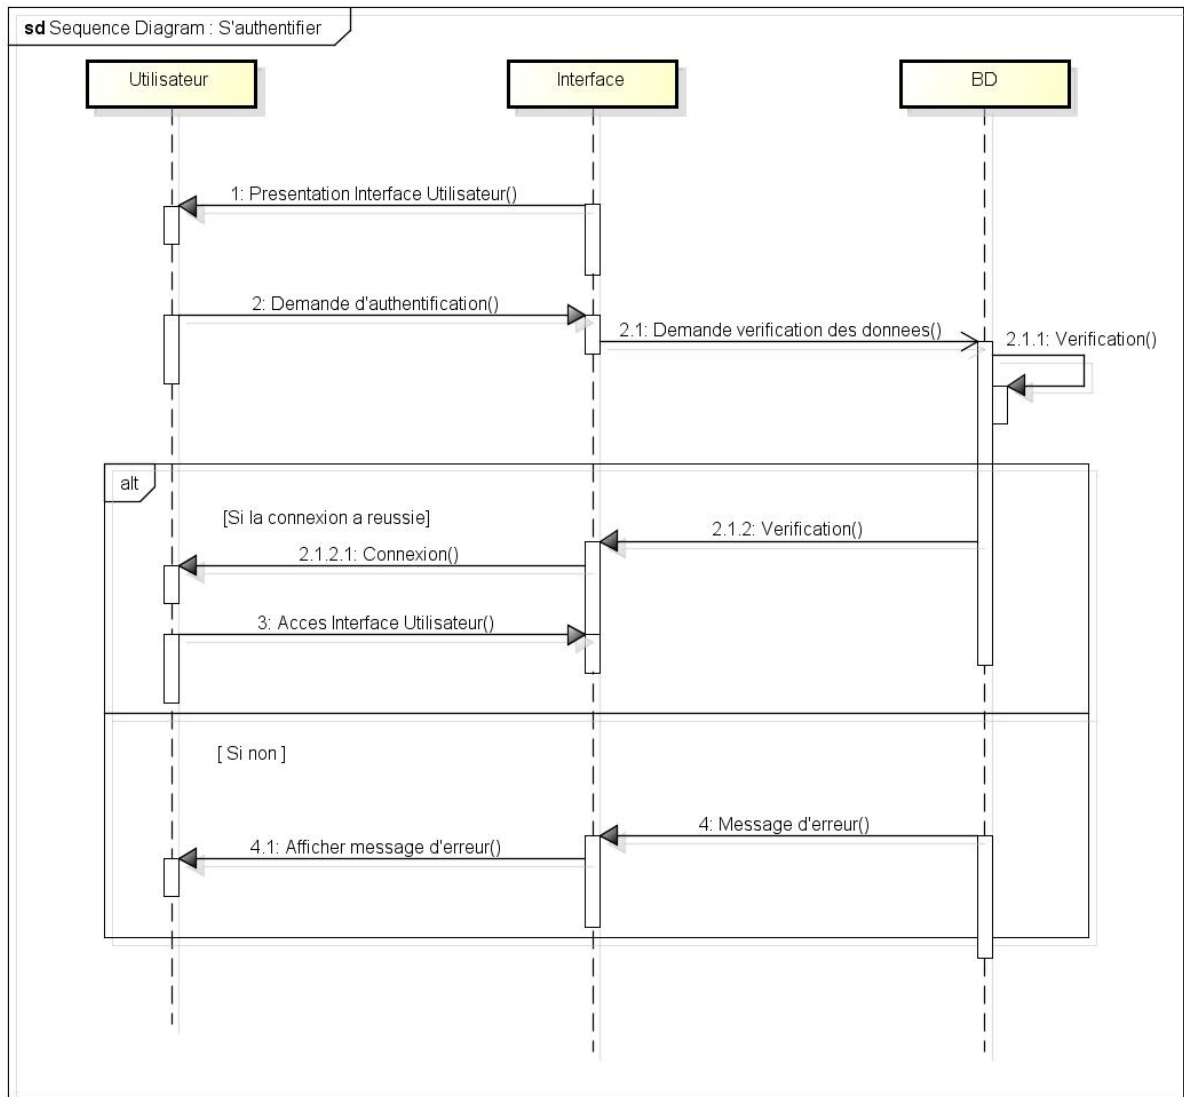 sd Sequence Diagram : S'authentifier
Utilisateur
Interface
BD
1: Presentation Interface Utilisateur()
2: Demande d'authentification()
2.1: Demande verification des donnees()
2.1.1: Verification()
alt
[Si la connexion a reussie]
2.1.2: Verification()
2.1.2.1: Connexion()
3: Acces Interface Utilisateur()
[ Si non ]
4: Message d'erreur()
4.1: Afficher message d'erreur()